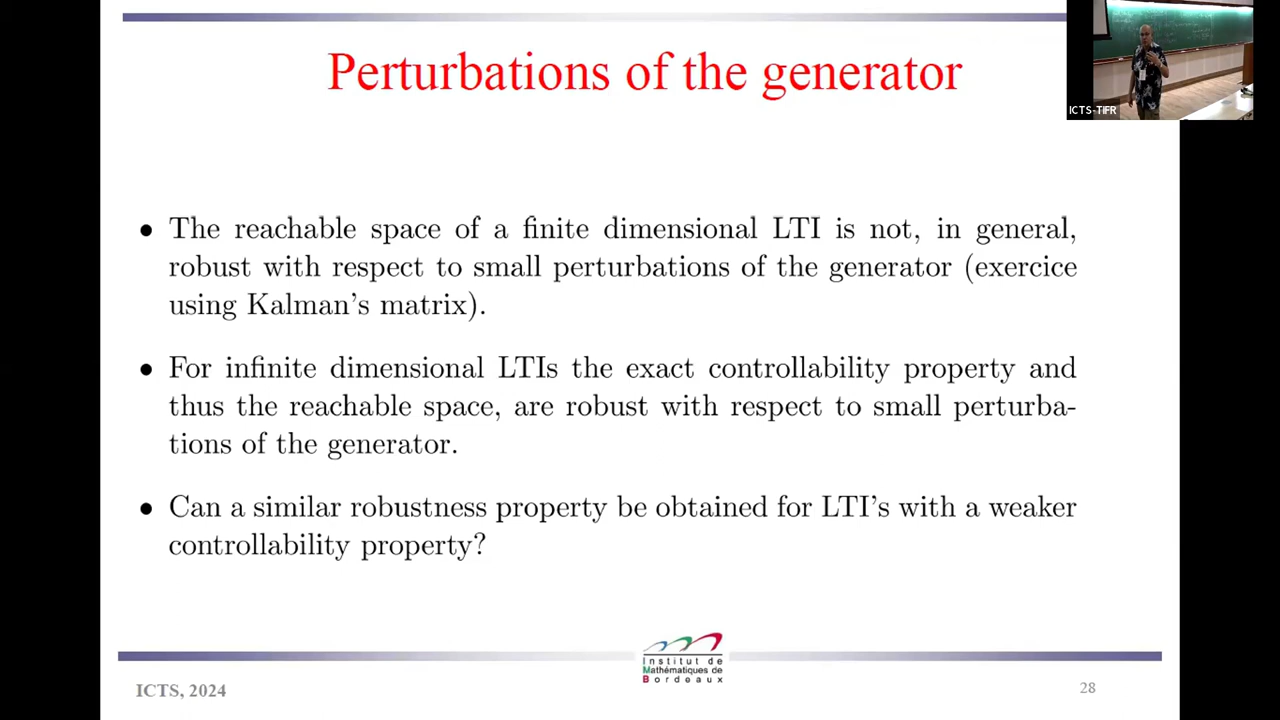 Perturbations of the generator
ICTS-TIFR
• The reachable space of a finite dimensional LTI is not, in general,
robust with respect to small perturbations of the generator (exercice
using Kalman's matrix).
• For infinite dimensional LTIs the exact controllability property and
thus the reachable space, are robust with respect to small perturba-
tions of the generator.
• Can a similar robustness property be obtained for LTI's with a weaker
controllability property?
Institut de
Mathématiques de
Bordeaux
ICTS, 2024
28